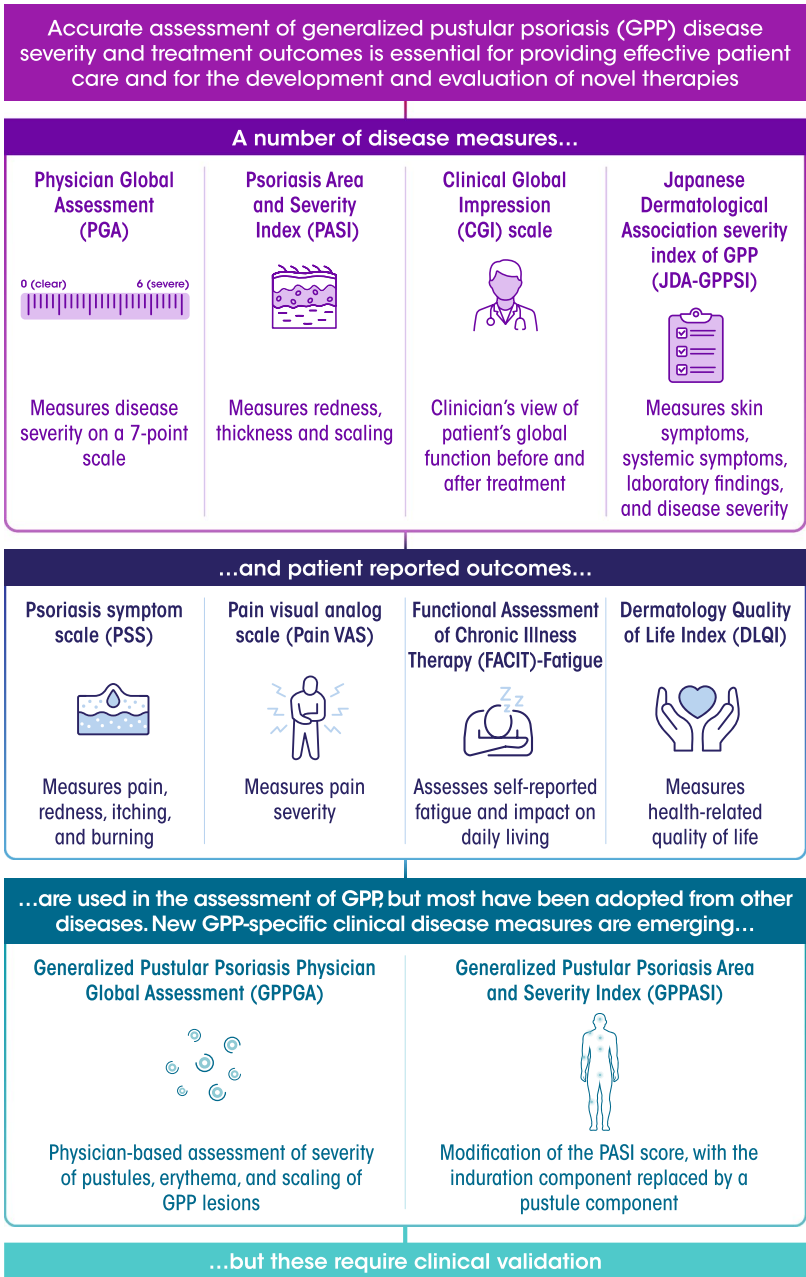 Accurate assessment of generalized pustular psoriasis (GPP) disease
severity and treatment outcomes is essential for providing effective patient
care and for the development and evaluation of novel therapies
A number of disease measures...
Physician Global
Assessment
(PGA)
0 (clear)
6 (severe)
Measures disease
severity on a 7-point
scale
Psoriasis Area
and Severity
Index (PASI)
Measures redness,
thickness and scaling
Clinical Global
Impression
(CGI) scale
Clinician's view of
patient's global
function before and
after treatment
Japanese
Dermatological
Association severity
index of GPP
(JDA-GPPSI)
Measures skin
symptoms,
systemic symptoms,
laboratory findings,
and disease severity
...and patient reported outcomes...
Psoriasis symptom
scale (PSS)
Measures pain,
redness, itching,
and burning
Pain visual analog
scale (Pain VAS)
Measures pain
severity
Functional Assessment
of Chronic Illness
Therapy (FACIT)-Fatigue
Z Z
Z
Assesses self-reported
fatigue and impact on
daily living
Dermatology Quality
of Life Index (DLQI)
Measures
health-related
quality of life
...are used in the assessment of GPP, but most have been adopted from other
diseases. New GPP-specific clinical disease measures are emerging...
Generalized Pustular Psoriasis Physician
Global Assessment (GPPGA)
Physician-based assessment of severity
of pustules, erythema, and scaling of
GPP lesions
Generalized Pustular Psoriasis Area
and Severity Index (GPPASI)
Modification of the PASI score, with the
induration component replaced by a
pustule component
...but these require clinical validation